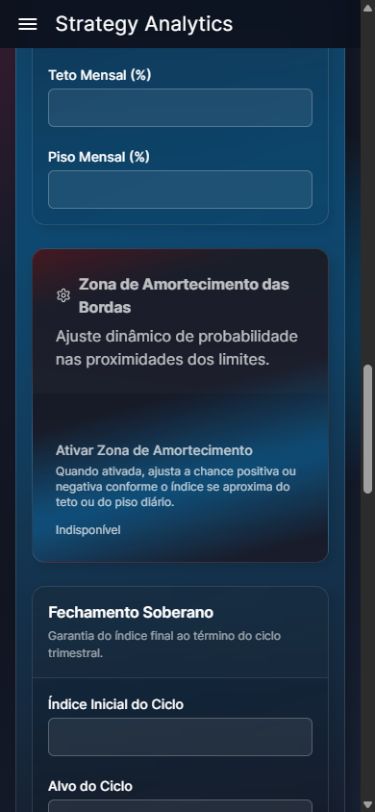 Strategy Analytics
Teto Mensal (%)
Piso Mensal (%)
Zona de Amortecimento das
Bordas
Ajuste dinâmico de probabilidade
nas proximidades dos limites.
Ativar Zona de Amortecimento
Quando ativada, ajusta a chance positiva ou
negativa conforme o índice se aproxima do
teto ou do piso diário.
Indisponível
Fechamento Soberano
Garantia do índice final ao término do ciclo
trimestral.
Índice Inicial do Ciclo
Alvo do Ciclo